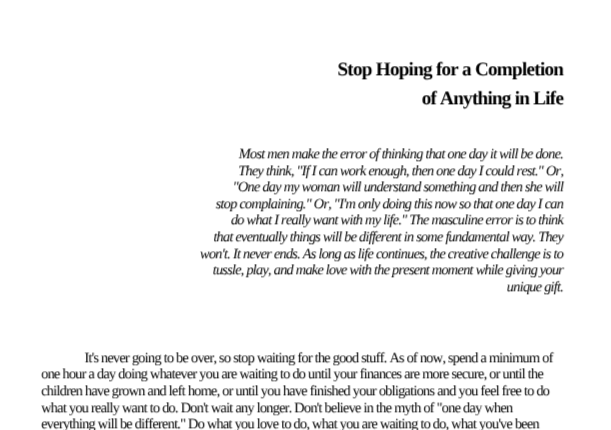 Stop Hoping for a Completion
of Anything in Life
Most men make the error of thinking that one day it will be done.
They think, "If I can work enough, then one day I could rest." Or,
"One day my woman will understand something and then she will
stop complaining." Or, "I'm only doing this now so that one day I can
do what I really want with my life." The masculine error is to think
that eventually things will be different in some fundamental way. They
won't. It never ends. As long as life continues, the creative challenge is to
tussle, play, and make love with the present moment while giving your
unique gift.
It's never going to be over, so stop waiting for the good stuff. As of now, spend a minimum of
one hour a day doing whatever you are waiting to do until your finances are more secure, or until the
children have grown and left home, or until you have finished your obligations and you feel free to do
what you really want to do. Don't wait any longer. Don't believe in the myth of "one day when
everything will be different." Do what you love to do, what you are waiting to do, what you've been